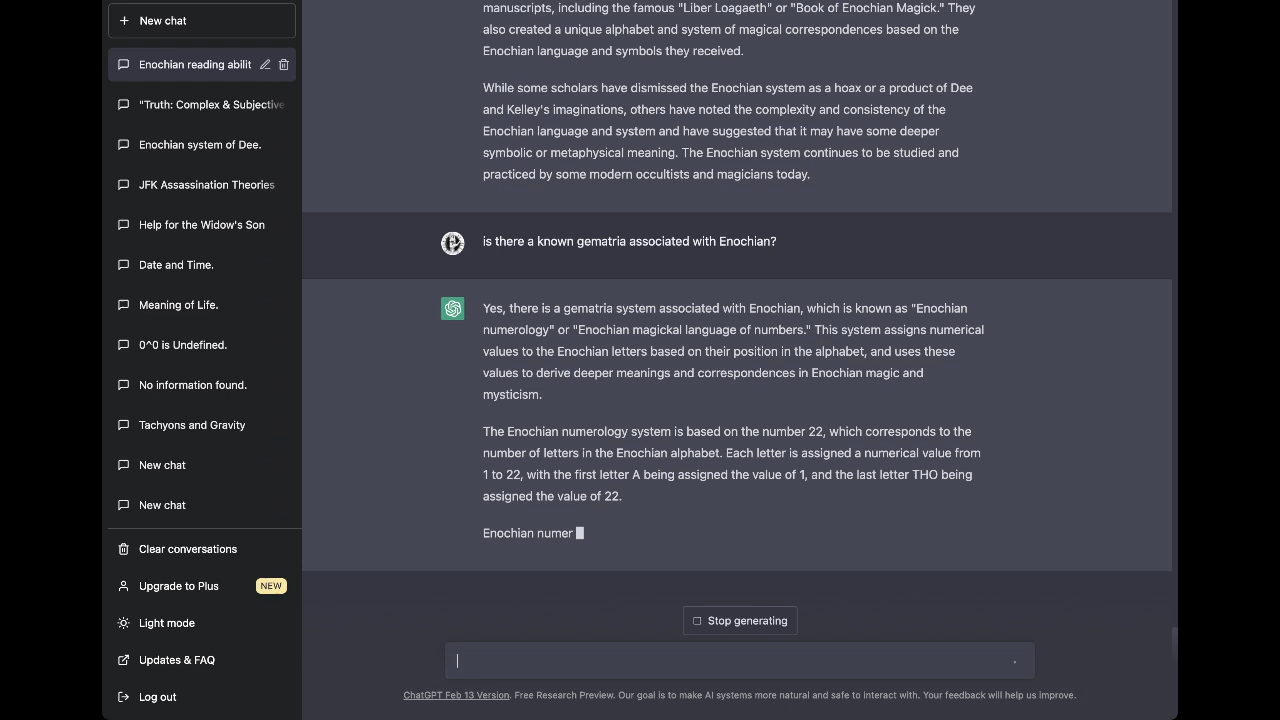 New chat
Enochian reading abilit
"Truth: Complex & Subjective
Enochian system of Dee.
JFK Assassination Theories
Help for the Widow's Son
Date and Time.
Meaning of Life.
0^0 is Undefined.
No information found.
Tachyons and Gravity
New chat
New chat
Clear conversations
Upgrade to Plus NEW
Light mode
Updates & FAQ
Log out
manuscripts, including the famous "Liber Loagaeth" or "Book of Enochian Magick." They
also created a unique alphabet and system of magical correspondences based on the
Enochian language and symbols they received.
While some scholars have dismissed the Enochian system as a hoax or a product of Dee
and Kelley's imaginations, others have noted the complexity and consistency of the
Enochian language and system and have suggested that it may have some deeper
symbolic or metaphysical meaning. The Enochian system continues to be studied and
practiced by some modern occultists and magicians today.
is there a known gematria associated with Enochian?
Yes, there is a gematria system associated with Enochian, which is known as "Enochian
numerology" or "Enochian magickal language of numbers." This system assigns numerical
values to the Enochian letters based on their position in the alphabet, and uses these
values to derive deeper meanings and correspondences in Enochian magic and
mysticism.
The Enochian numerology system is based on the number 22, which corresponds to the
number of letters in the Enochian alphabet. Each letter is assigned a numerical value from
1 to 22, with the first letter A being assigned the value of 1, and the last letter THO being
assigned the value of 22.
Enochian numer
Stop generating
ChatGPT Feb 13 Version. Free Research Preview. Our goal is to make AI systems more natural and safe to interact with. Your feedback will help us improve.